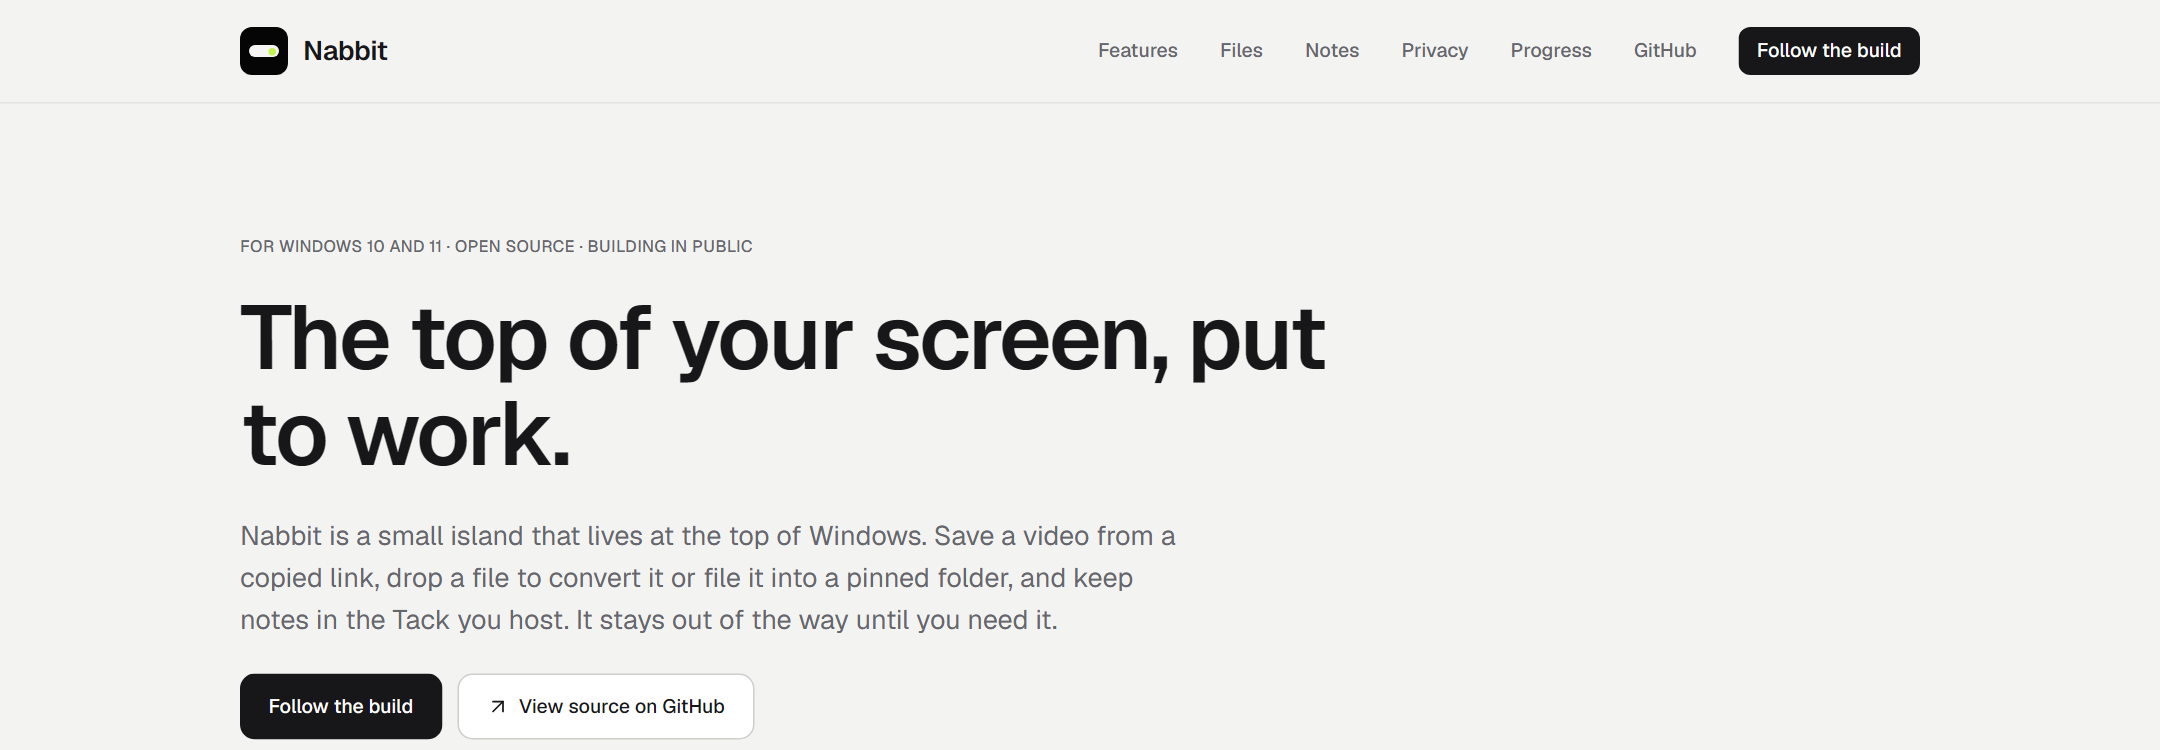 Nabbit
Features Files Notes Privacy Progress GitHub Follow the build
FOR WINDOWS 10 AND 11 · OPEN SOURCE · BUILDING IN PUBLIC
The top of your screen, put
to work.
Nabbit is a small island that lives at the top of Windows. Save a video from a
copied link, drop a file to convert it or file it into a pinned folder, and keep
notes in the Tack you host. It stays out of the way until you need it.
Follow the build View source on GitHub